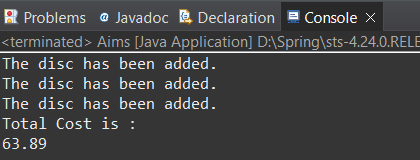 Problems @ Javadoc Declaration Console
<terminated> Aims [Java Application] D:\Spring\sts-4.24.0.RELE
The disc has been added.
The disc has been added.
The disc has been added.
Total Cost is :
63.89